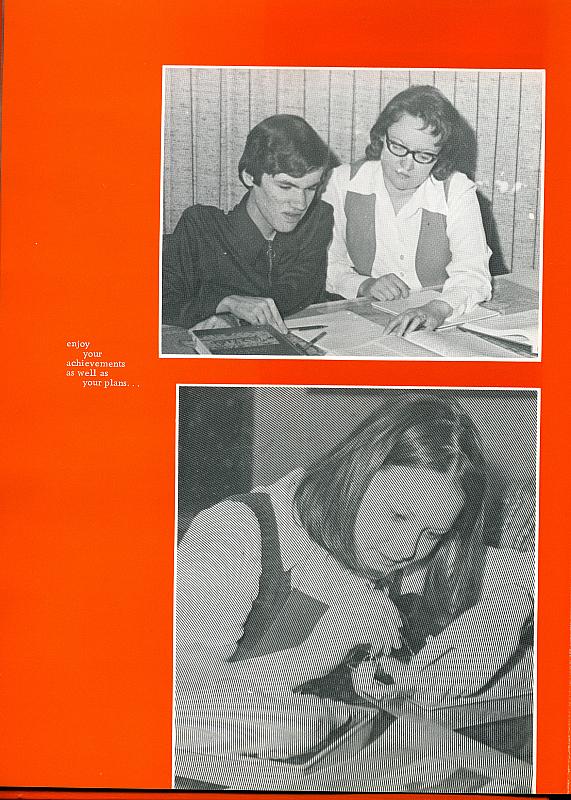 enjoy
your
achievements
as well as
your plans. . .